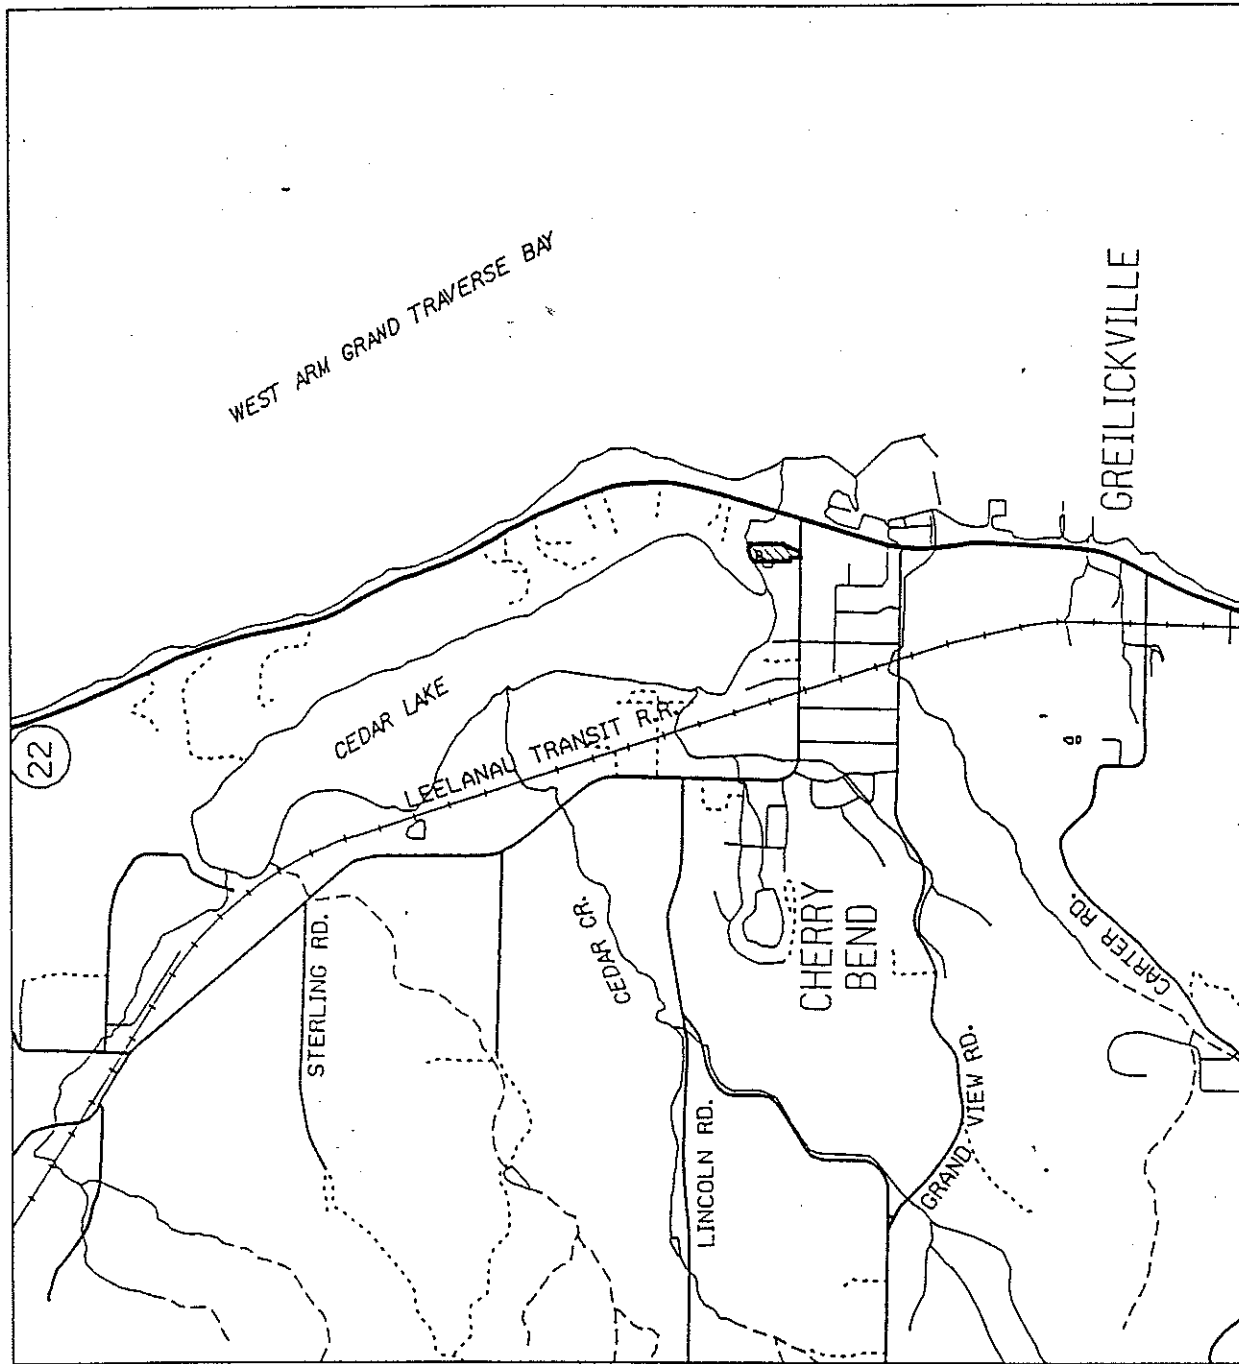 WEST ARM GRAND TRAVERSE BAY
GREILICKVILLE
22
CEDAR LAKE
LEELANAU TRANSIT R.R.
STERLING RD.
CEDAR CR.
CHERRY
BEND
CARTER RD.
LINCOLN RD.
GRAND VIEW RD.